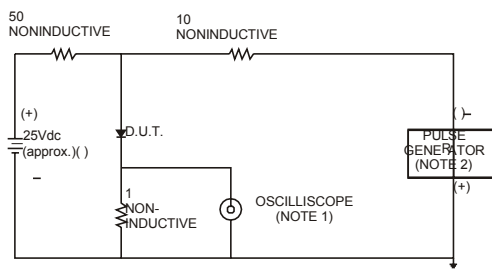 50
NONINDUCTIVE
10
NONINDUCTIVE
(+)
25Vdc
(approx.)( )
–
D.U.T.
1
NON-
INDUCTIVE
OSCILLISCOPE
(NOTE 1)
( )–
PULSE
GENERATOR
(NOTE 2)
(+)